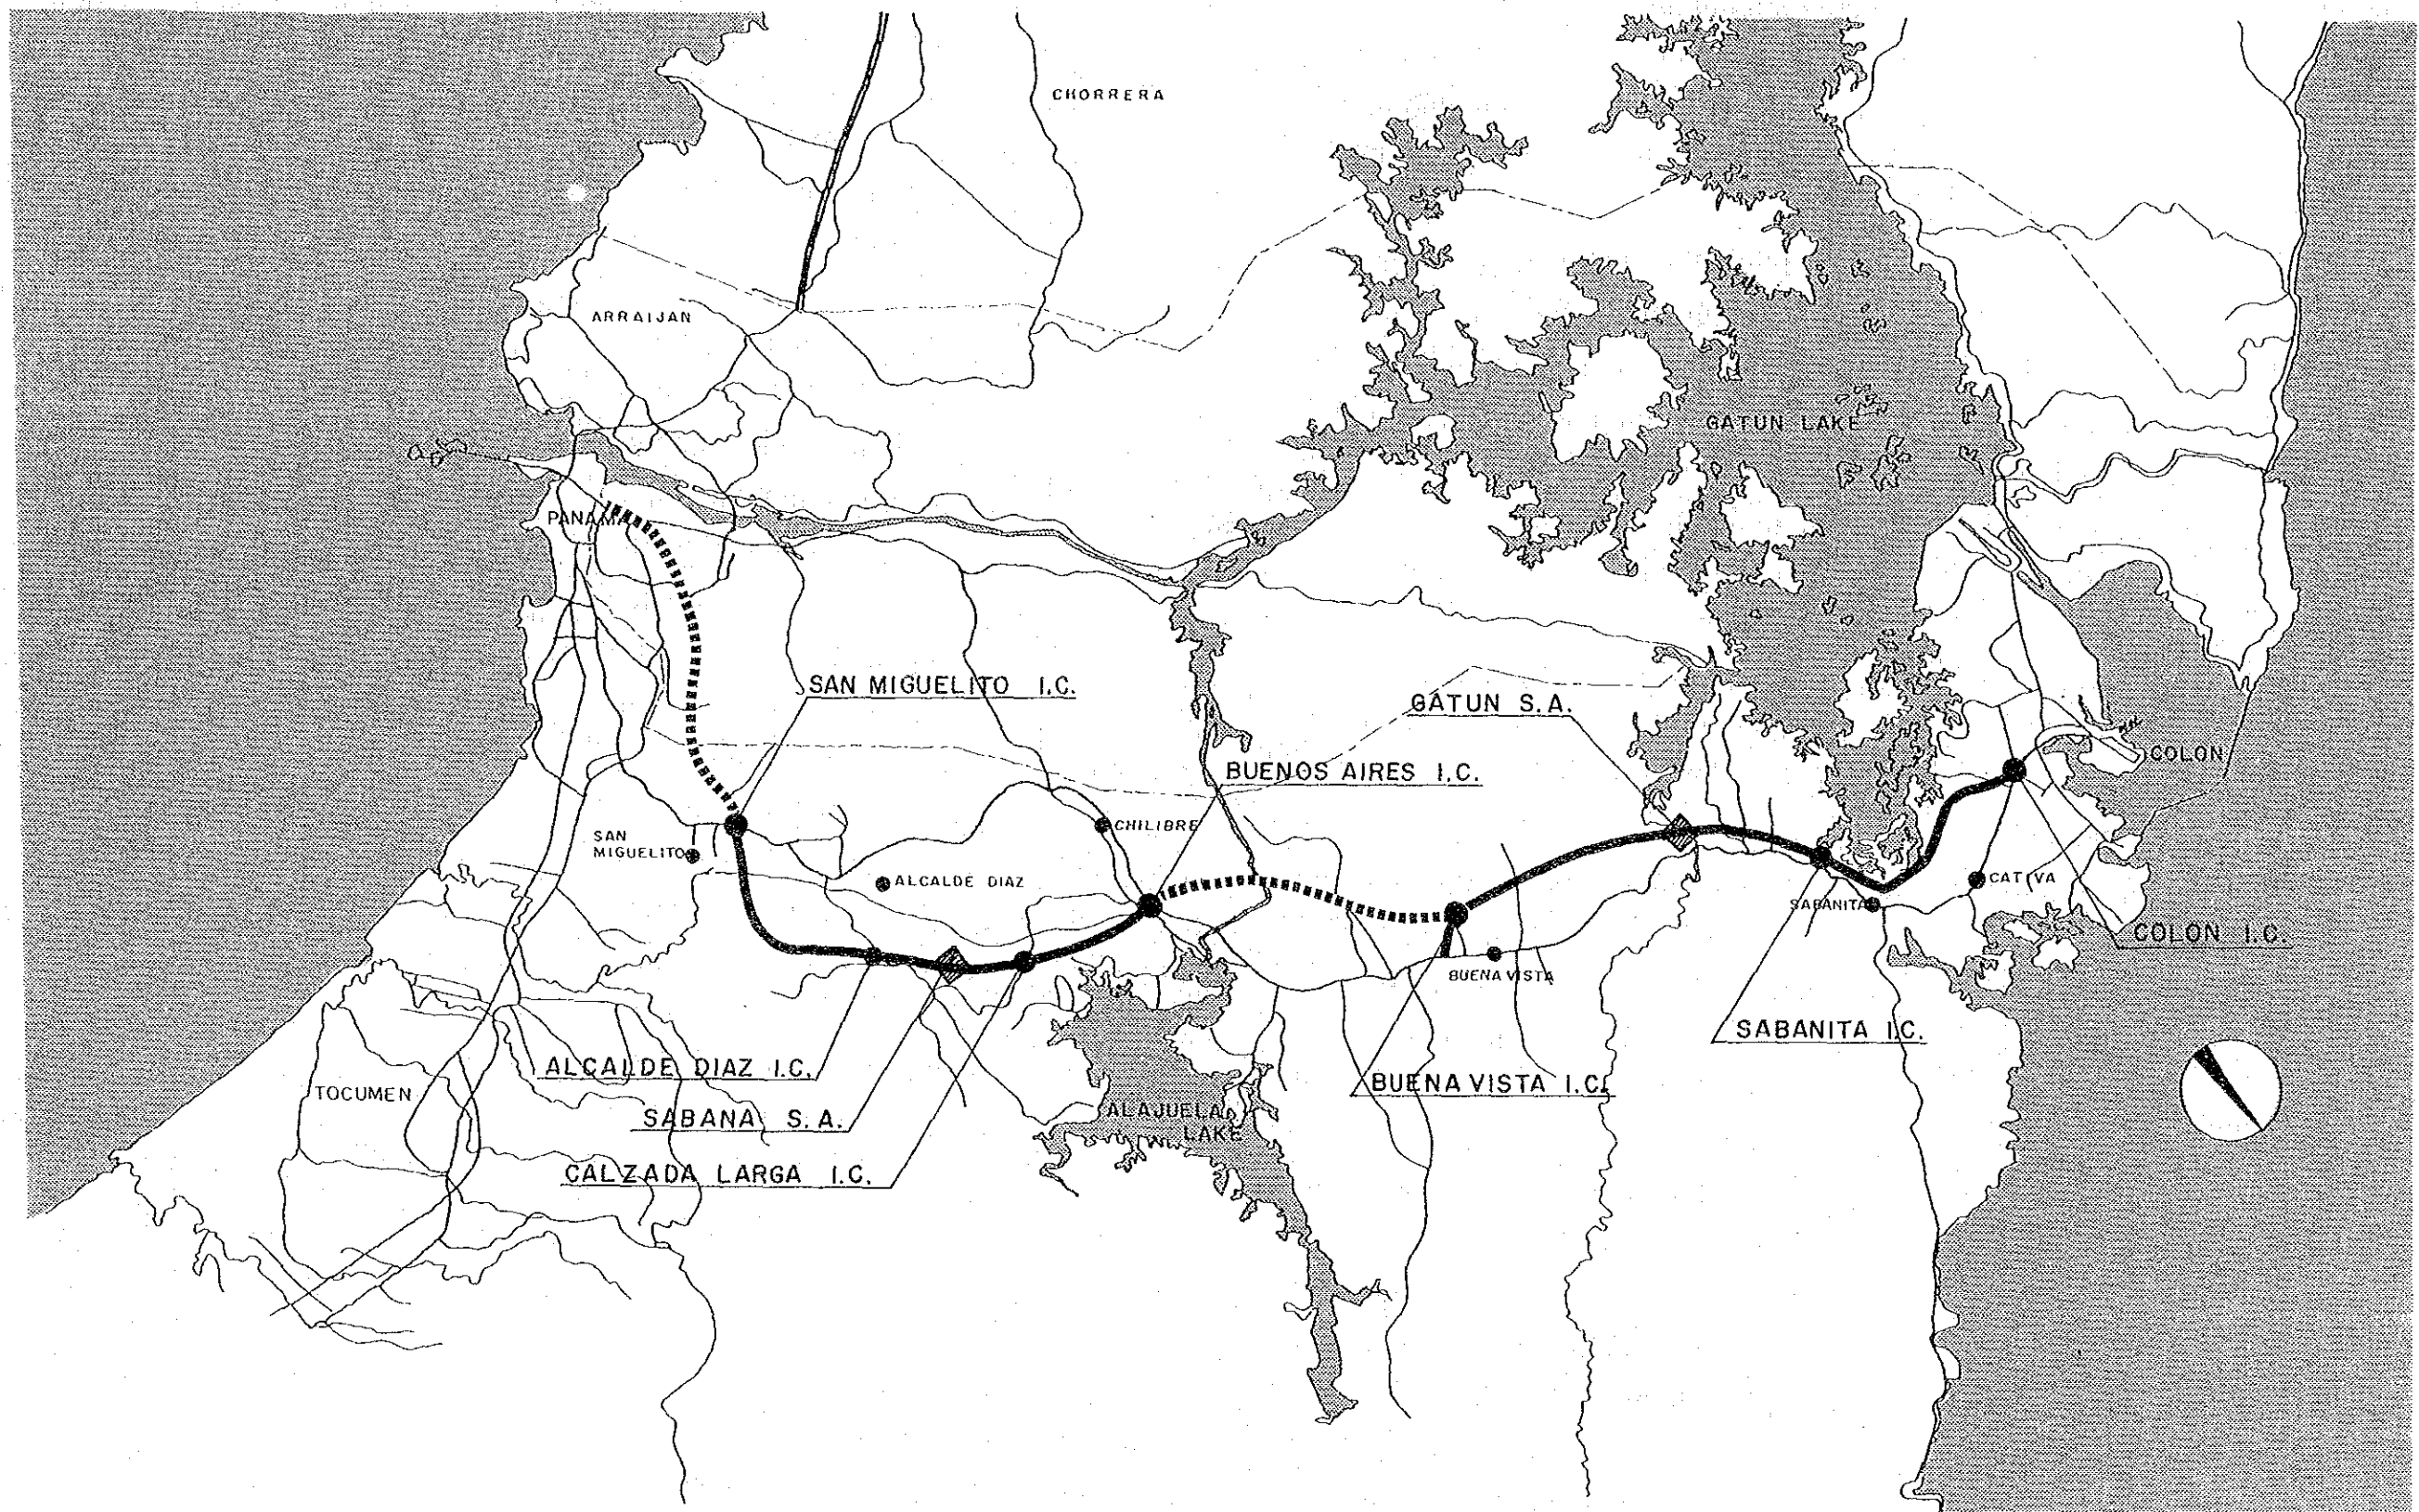 CHORRERA
ARRAIJAN
GATUN LAKE
PANAMA
SAN MIGUELITO I.C.
GATUN S.A.
BUENOS AIRES I.C.
COLON
SAN
MIGUELITO
CHILIBRE
ALCALDE DIAZ
CATIVA
SABANITA
COLON I.C.
BUENA VISTA
SABANITA I.C.
ALCALDE DIAZ I.C.
BUENA VISTA I.C.
TOCUMEN
SABANA S.A.
ALAJUELA
LAKE
CALZADA LARGA I.C.